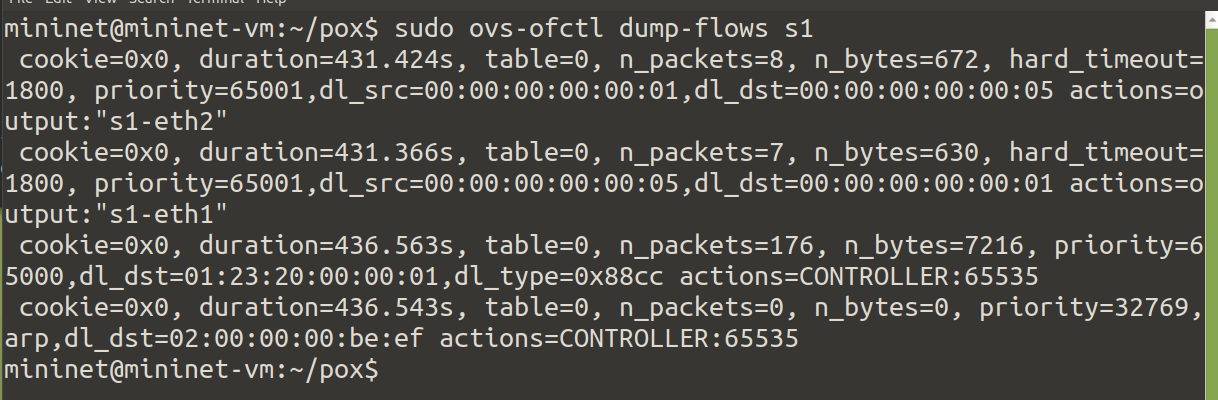 File Edit View Search Terminal Help
mininet@mininet-vm:~/pox$ sudo ovs-ofctl dump-flows s1
 cookie=0x0, duration=431.424s, table=0, n_packets=8, n_bytes=672, hard_timeout=
1800, priority=65001,dl_src=00:00:00:00:00:01,dl_dst=00:00:00:00:00:05 actions=o
utput:"s1-eth2"
 cookie=0x0, duration=431.366s, table=0, n_packets=7, n_bytes=630, hard_timeout=
1800, priority=65001,dl_src=00:00:00:00:00:05,dl_dst=00:00:00:00:00:01 actions=o
utput:"s1-eth1"
 cookie=0x0, duration=436.563s, table=0, n_packets=176, n_bytes=7216, priority=6
5000,dl_dst=01:23:20:00:00:01,dl_type=0x88cc actions=CONTROLLER:65535
 cookie=0x0, duration=436.543s, table=0, n_packets=0, n_bytes=0, priority=32769,
arp,dl_dst=02:00:00:00:be:ef actions=CONTROLLER:65535
mininet@mininet-vm:~/pox$